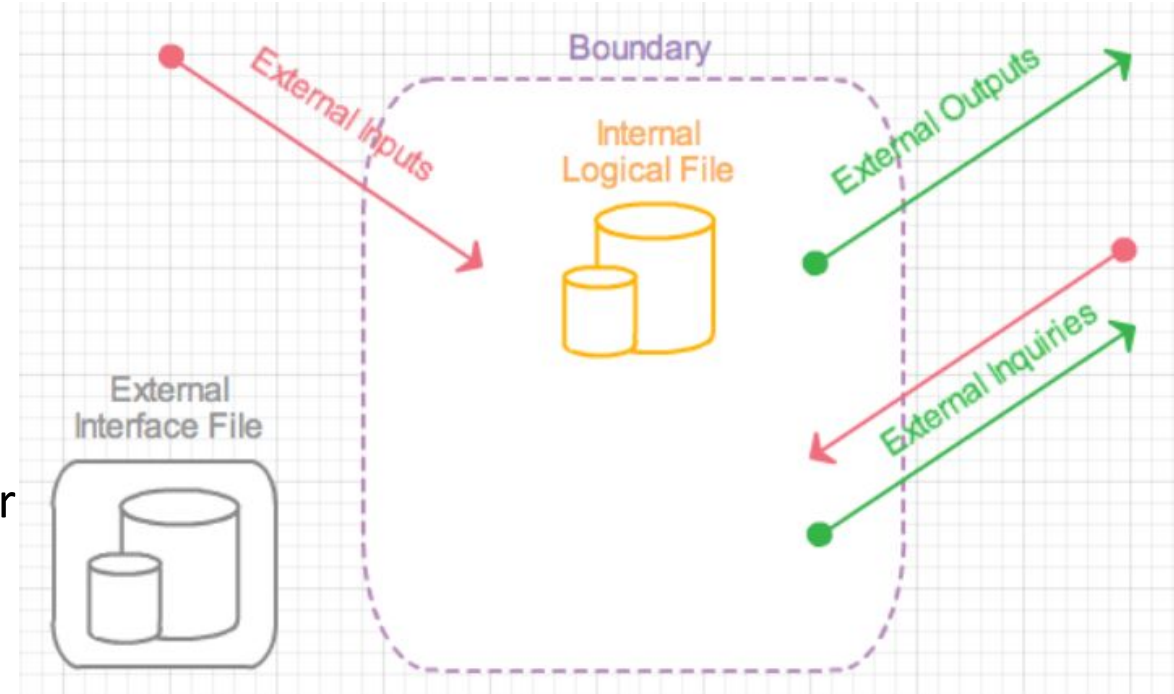 Boundary
External Inputs
External Outputs
Internal
Logical File
External Inquiries
External
Interface File
r